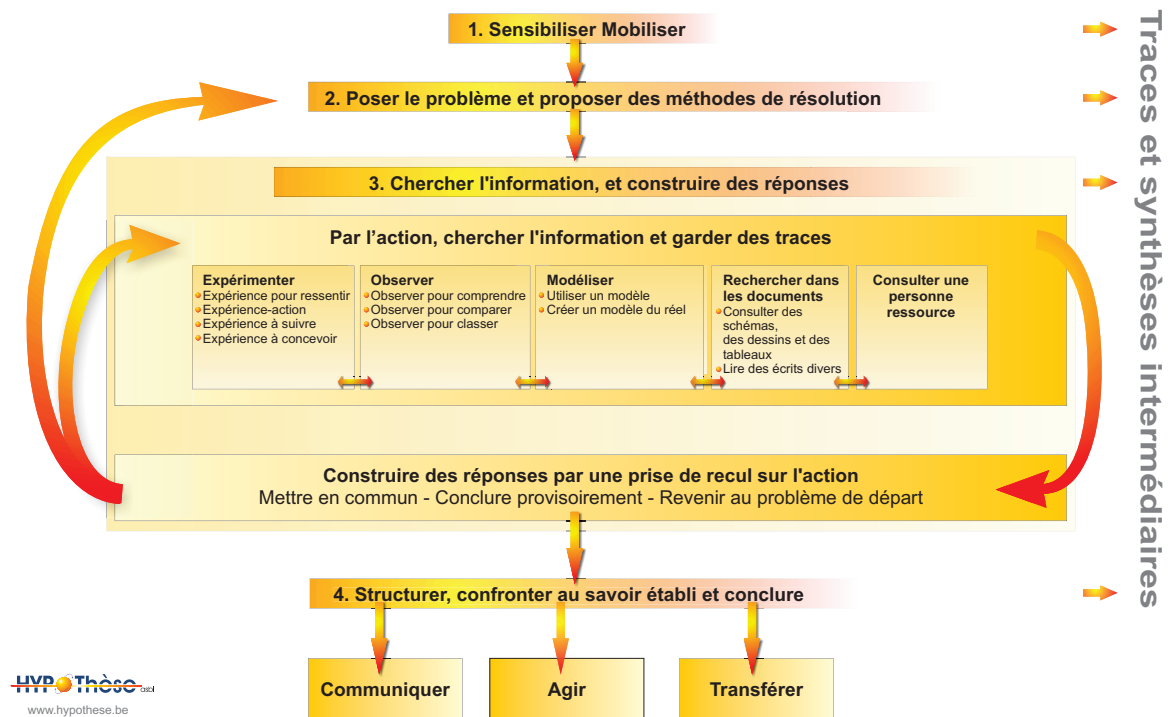 1. Sensibiliser Mobiliser
2. Poser le problème et proposer des méthodes de résolution
3. Chercher l'information, et construire des réponses
Par l’action, chercher l'information et garder des traces
Expérimenter
Expérience pour ressentir
Expérience-action
Expérience à suivre
Expérience à concevoir
Observer
Observer pour comprendre
Observer pour comparer
Observer pour classer
Modéliser
Utiliser un modèle
Créer un modèle du réel
Rechercher dans
les documents
Consulter des
schémas,
des dessins et des
tableaux
Lire des écrits divers
Consulter une
personne
ressource
Construire des réponses par une prise de recul sur l'action
Mettre en commun - Conclure provisoirement - Revenir au problème de départ
4. Structurer, confronter au savoir établi et conclure
Communiquer
Agir
Transférer
Traces et synthèses intermédiaires
HYPOThèse asbl
www.hypothese.be